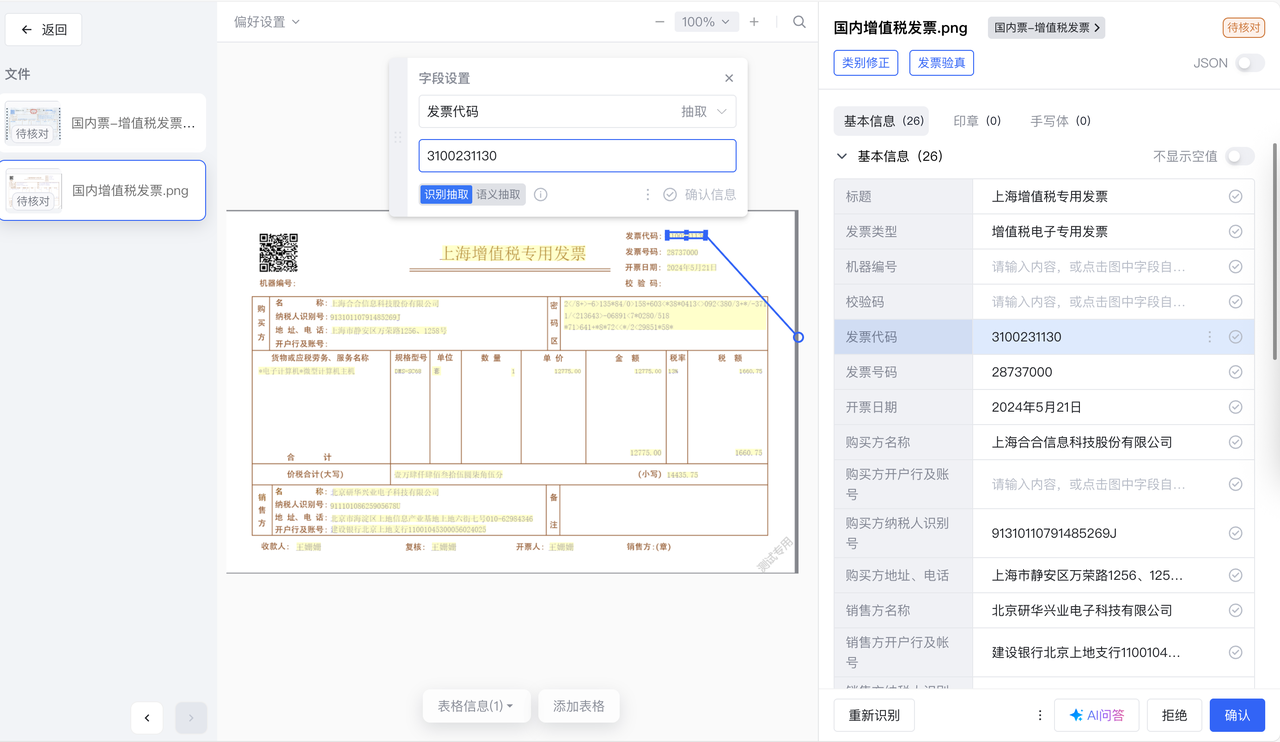 返回
文件
待核对
国内票-增值税发票...
待核对
国内增值税发票.png
偏好设置
100%
字段设置
发票代码
抽取
3100231130
识别抽取 语义抽取
确认信息
上海增值税专用发票
发票代码:
发票号码: 28737000
开票日期: 2024年5月21日
校 验 码:
机器编号:
购买方
名 称: 上海合合信息科技股份有限公司
纳税人识别号: 91310110791485269J
地 址、电 话: 上海市静安区万荣路1256、1258号
开户行及账号:
密码区
货物或应税劳务、服务名称 规格型号 单位 数 量 单 价 金 额 税率 税 额
*电子计算机*微型计算机主机 1 12775.00 12775.00 13% 1660.75
合 计 12775.00 1660.75
价税合计(大写) 壹万肆仟肆佰叁拾伍圆柒角伍分 (小写) 14435.75
销售方
名 称: 北京研华兴业电子科技有限公司
纳税人识别号: 91110108625905678U
地 址、电 话: 北京市海淀区上地信息产业基地上地六街七号010-62984346
开户行及账号: 建设银行北京上地支行11001045300056024025
备注
收款人: 王姗姗 复核: 王姗姗 开票人: 王姗姗 销售方:(章)
测试专用
表格信息(1)
添加表格
国内增值税发票.png
国内票-增值税发票
待核对
类别修正
发票验真
JSON
基本信息 (26)
印章 (0)
手写体 (0)
基本信息 (26)
不显示空值
标题 上海增值税专用发票
发票类型 增值税电子专用发票
机器编号 请输入内容，或点击图中字段自...
校验码 请输入内容，或点击图中字段自...
发票代码 3100231130
发票号码 28737000
开票日期 2024年5月21日
购买方名称 上海合合信息科技股份有限公司
购买方开户行及账号 请输入内容，或点击图中字段自...
购买方纳税人识别号 91310110791485269J
购买方地址、电话 上海市静安区万荣路1256、125...
销售方名称 北京研华兴业电子科技有限公司
销售方开户行及帐号 建设银行北京上地支行1100104...
重新识别
AI问答
拒绝
确认